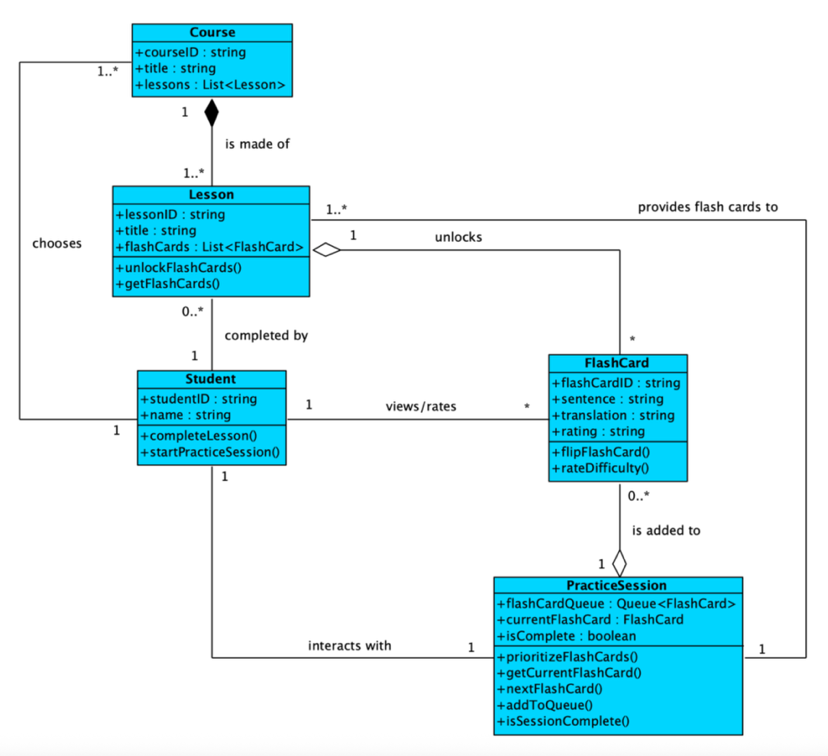 Course
+courseID : string
+title : string
+lessons : List<Lesson>
1..*
1
is made of
1..*
Lesson
+lessonID : string
+title : string
+flashCards : List<FlashCard>
+unlockFlashCards()
+getFlashCards()
1..*
provides flash cards to
1
unlocks
chooses
0..*
completed by
1
*
Student
+studentID : string
+name : string
+completeLesson()
+startPracticeSession()
1
1
views/rates
*
1
FlashCard
+flashCardID : string
+sentence : string
+translation : string
+rating : string
+flipFlashCard()
+rateDifficulty()
0..*
is added to
1
PracticeSession
+flashCardQueue : Queue<FlashCard>
+currentFlashCard : FlashCard
+isComplete : boolean
+prioritizeFlashCards()
+getCurrentFlashCard()
+nextFlashCard()
+addToQueue()
+isSessionComplete()
interacts with
1
1